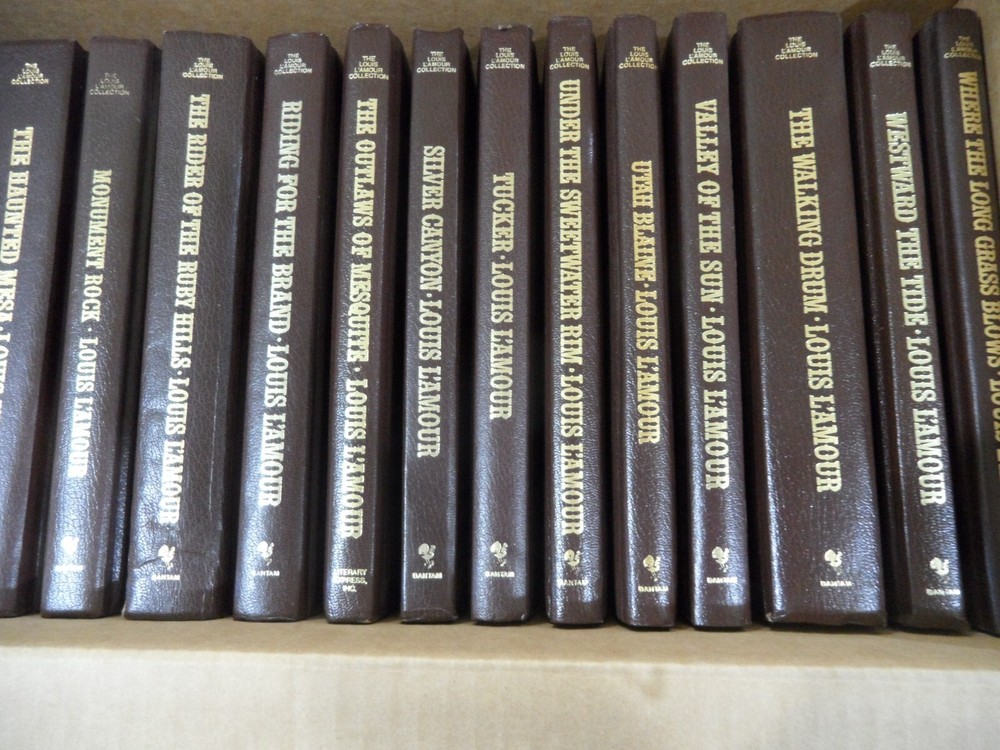 THE
LOUIS
L'AMOUR
COLLECTION
THE HAUNTED MESA · LOUIS
THE
LOUIS
L'AMOUR
COLLECTION
MONUMENT ROCK · LOUIS L'AMOUR
BANTAM
THE
LOUIS
L'AMOUR
COLLECTION
THE RIDER OF THE RUBY HILLS · LOUIS L'AMOUR
BANTAM
THE
LOUIS
L'AMOUR
COLLECTION
RIDING FOR THE BRAND · LOUIS L'AMOUR
BANTAM
THE
LOUIS
L'AMOUR
COLLECTION
THE OUTLAWS OF MESQUITE · LOUIS L'AMOUR
LITERARY
EXPRESS,
INC.
THE
LOUIS
L'AMOUR
COLLECTION
SILVER CANYON · LOUIS L'AMOUR
BANTAM
THE
LOUIS
L'AMOUR
COLLECTION
TUCKER · LOUIS L'AMOUR
BANTAM
THE
LOUIS
L'AMOUR
COLLECTION
UNDER THE SWEETWATER RIM · LOUIS L'AMOUR
BANTAM
THE
LOUIS
L'AMOUR
COLLECTION
UTAH BLAINE · LOUIS L'AMOUR
BANTAM
THE
LOUIS
L'AMOUR
COLLECTION
VALLEY OF THE SUN · LOUIS L'AMOUR
BANTAM
THE
LOUIS
L'AMOUR
COLLECTION
THE WALKING DRUM · LOUIS L'AMOUR
BANTAM
THE
LOUIS
L'AMOUR
COLLECTION
WESTWARD THE TIDE · LOUIS L'AMOUR
BANTAM
THE
LOUIS
L'AMOUR
COLLECTION
WHERE THE LONG GRASS BLOWS · LOUIS